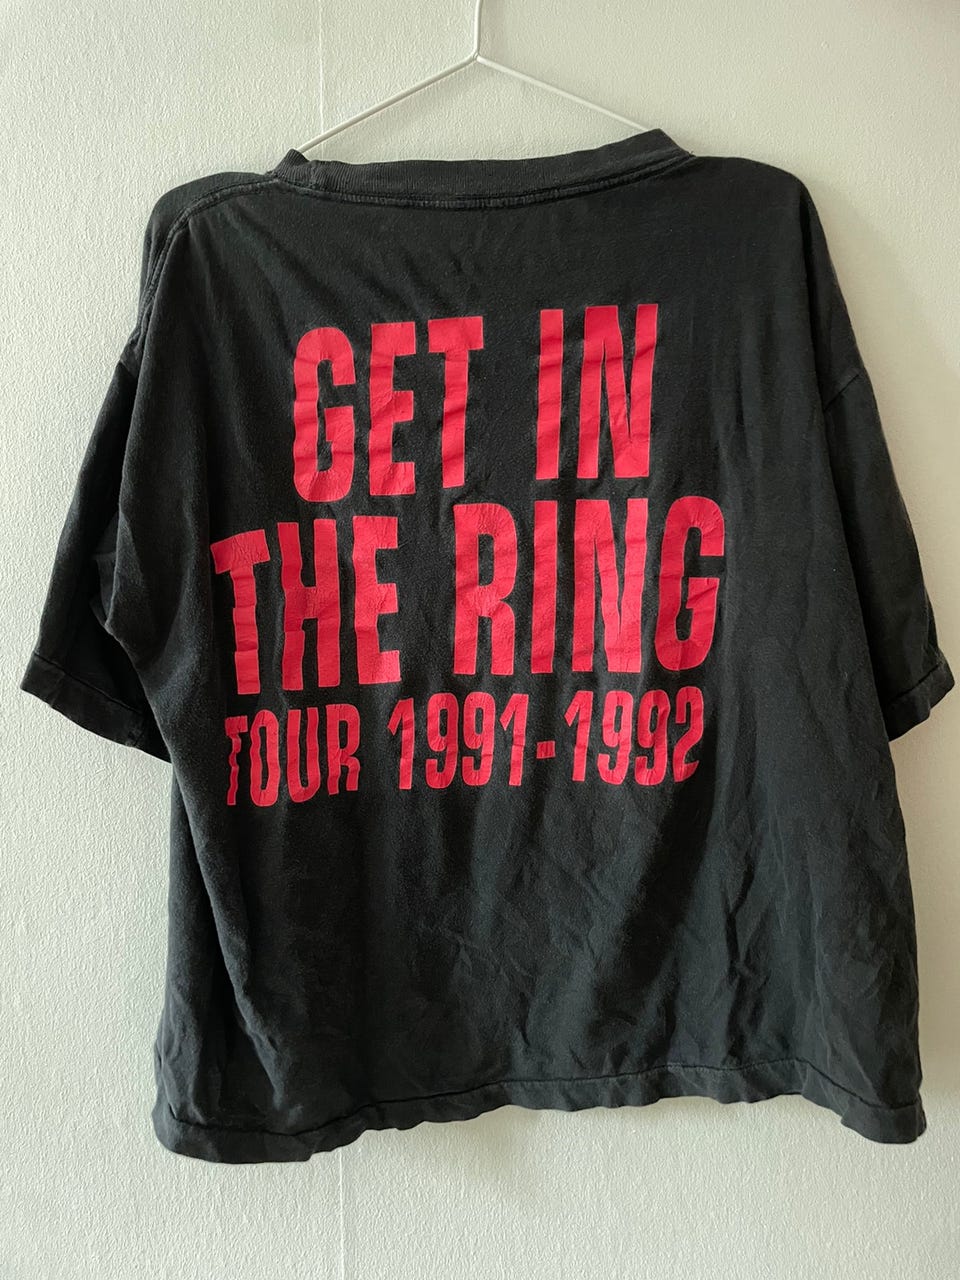 GET IN
THE RING
TOUR 1991-1992